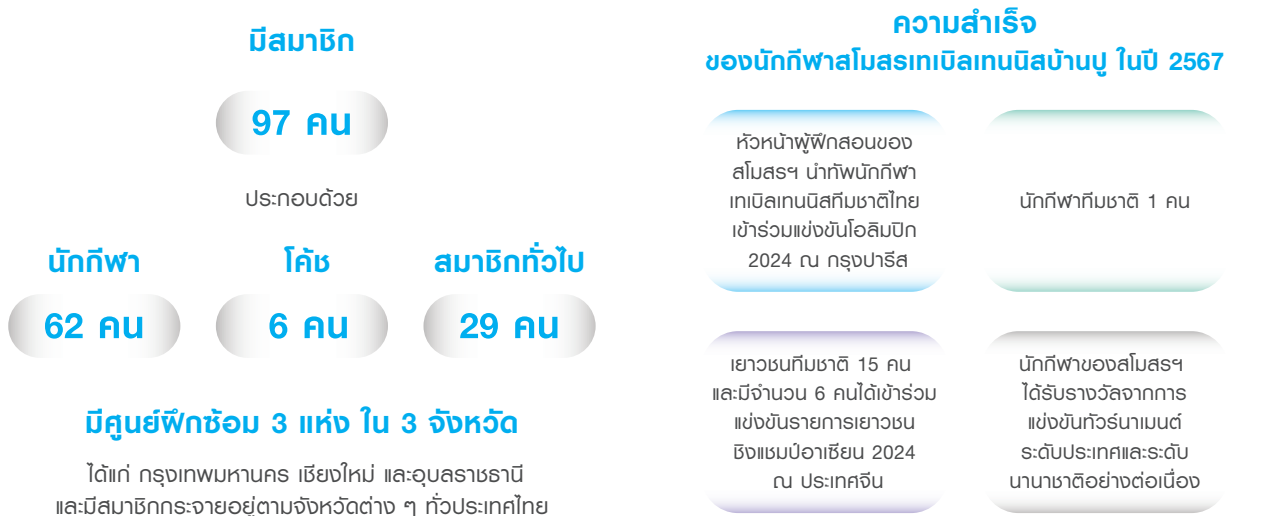 มีสมาชิก
97 คน
ประกอบด้วย
นักกีฬา
62 คน
โค้ช
6 คน
สมาชิกทั่วไป
29 คน
มีศูนย์ฝึกซ้อม 3 แห่ง ใน 3 จังหวัด
ได้แก่ กรุงเทพมหานคร เชียงใหม่ และอุบลราชธานี
และมีสมาชิกกระจายอยู่ตามจังหวัดต่าง ๆ ทั่วประเทศไทย
ความสำเร็จ
ของนักกีฬาสโมสรเทเบิลเทนนิสบ้านปู ในปี 2567
หัวหน้าผู้ฝึกสอนของ
สโมสรฯ นำทัพนักกีฬา
เทเบิลเทนนิสทีมชาติไทย
เข้าร่วมแข่งขันโอลิมปิก
2024 ณ กรุงปารีส
นักกีฬาทีมชาติ 1 คน
เยาวชนทีมชาติ 15 คน
และมีจำนวน 6 คนได้เข้าร่วม
แข่งขันรายการเยาวชน
ชิงแชมป์อาเซียน 2024
ณ ประเทศจีน
นักกีฬาของสโมสรฯ
ได้รับรางวัลจากการ
แข่งขันทัวร์นาเมนต์
ระดับประเทศและระดับ
นานาชาติอย่างต่อเนื่อง